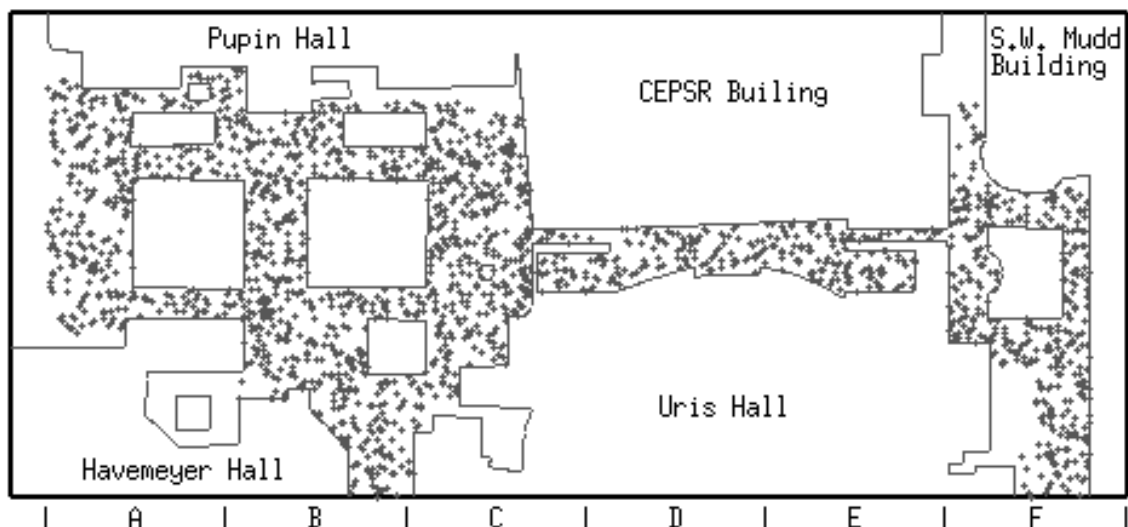 Pupin Hall
S.W. Mudd
Building
CEPSR Builing
Uris Hall
Havemeyer Hall
A B C D E F